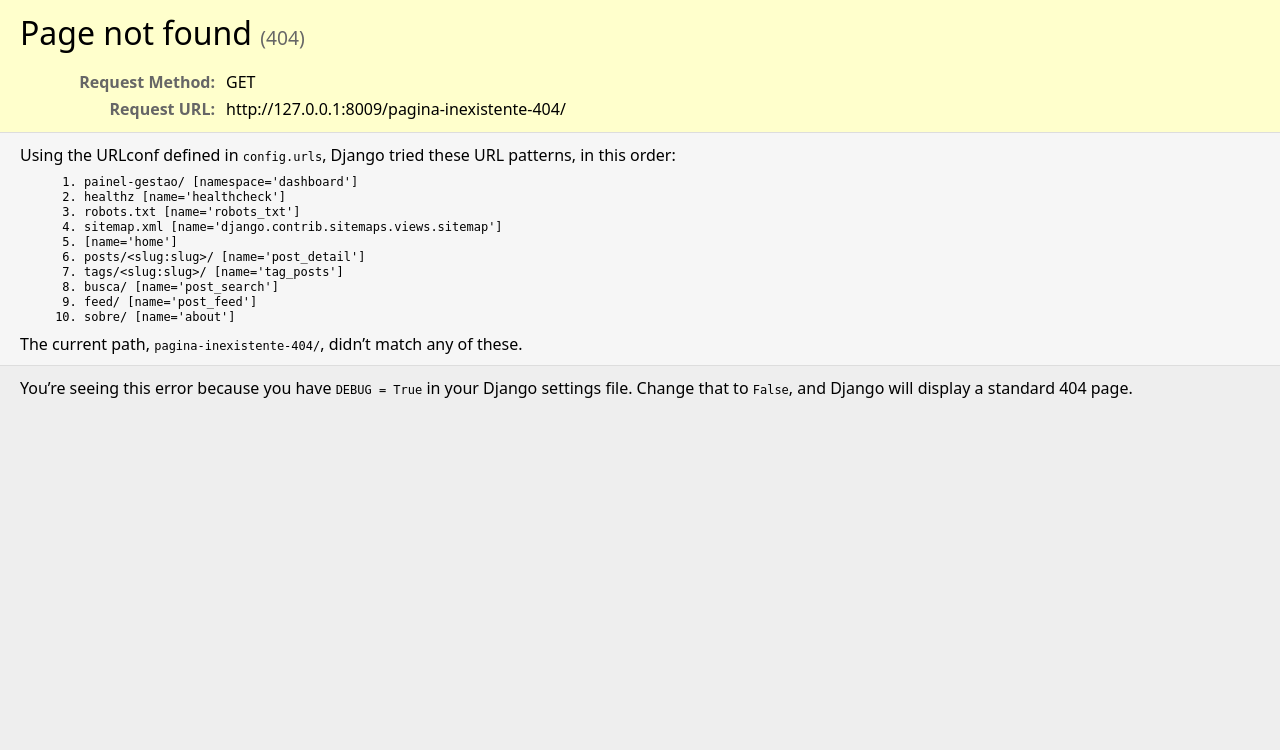 Page not found (404)
Request Method: GET
Request URL: http://127.0.0.1:8009/pagina-inexistente-404/
Using the URLconf defined in config.urls, Django tried these URL patterns, in this order:
1. painel-gestao/ [namespace='dashboard']
2. healthz [name='healthcheck']
3. robots.txt [name='robots_txt']
4. sitemap.xml [name='django.contrib.sitemaps.views.sitemap']
5. [name='home']
6. posts/<slug:slug>/ [name='post_detail']
7. tags/<slug:slug>/ [name='tag_posts']
8. busca/ [name='post_search']
9. feed/ [name='post_feed']
10. sobre/ [name='about']
The current path, pagina-inexistente-404/, didn’t match any of these.
You’re seeing this error because you have DEBUG = True in your Django settings file. Change that to False, and Django will display a standard 404 page.